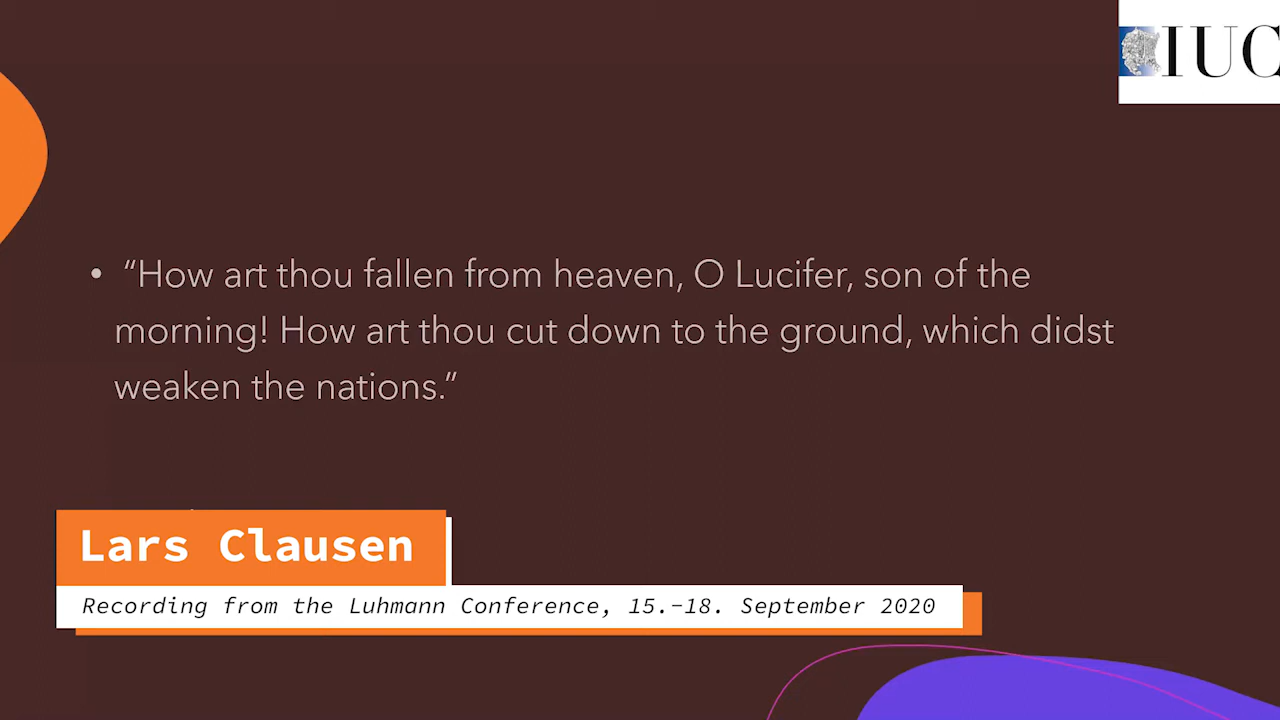 IUC
• “How art thou fallen from heaven, O Lucifer, son of the
morning! How art thou cut down to the ground, which didst
weaken the nations.”
Lars Clausen
Recording from the Luhmann Conference, 15.-18. September 2020